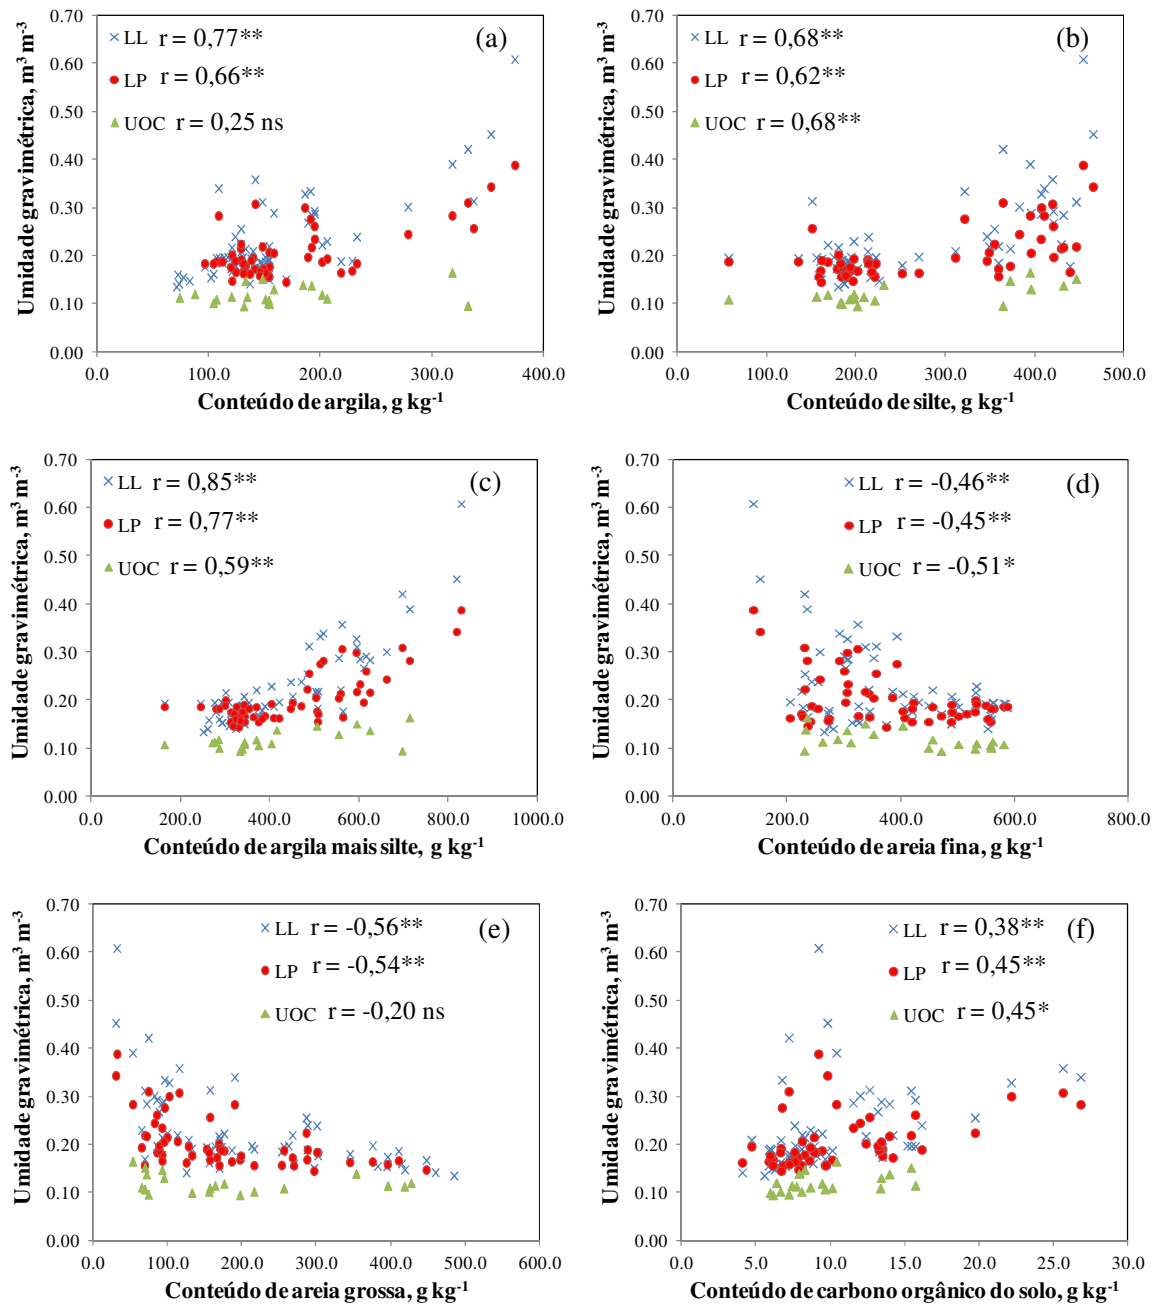 Umidade gravimétrica, m³ m⁻³
0.70
0.60
0.50
0.40
0.30
0.20
0.10
0.00
LL r = 0,77**
LP r = 0,66**
UOC r = 0,25 ns
(a)
0.0 100.0 200.0 300.0 400.0
Conteúdo de argila, g kg⁻¹
Umidade gravimétrica, m³ m⁻³
0.70
0.60
0.50
0.40
0.30
0.20
0.10
0.00
LL r = 0,68**
LP r = 0,62**
UOC r = 0,68**
(b)
0.0 100.0 200.0 300.0 400.0 500.0
Conteúdo de silte, g kg⁻¹
Umidade gravimétrica, m³ m⁻³
0.70
0.60
0.50
0.40
0.30
0.20
0.10
0.00
LL r = 0,85**
LP r = 0,77**
UOC r = 0,59**
(c)
0.0 200.0 400.0 600.0 800.0 1000.0
Conteúdo de argila mais silte, g kg⁻¹
Umidade gravimétrica, m³ m⁻³
0.70
0.60
0.50
0.40
0.30
0.20
0.10
0.00
LL r = -0,46**
LP r = -0,45**
UOC r = -0,51*
(d)
0.0 200.0 400.0 600.0 800.0
Conteúdo de areia fina, g kg⁻¹
Umidade gravimétrica, m³ m⁻³
0.70
0.60
0.50
0.40
0.30
0.20
0.10
0.00
LL r = -0,56**
LP r = -0,54**
UOC r = -0,20 ns
(e)
0.0 100.0 200.0 300.0 400.0 500.0 600.0
Conteúdo de areia grossa, g kg⁻¹
Umidade gravimétrica, m³ m⁻³
0.70
0.60
0.50
0.40
0.30
0.20
0.10
0.00
LL r = 0,38**
LP r = 0,45**
UOC r = 0,45*
(f)
0.0 5.0 10.0 15.0 20.0 25.0 30.0
Conteúdo de carbono orgânico do solo, g kg⁻¹